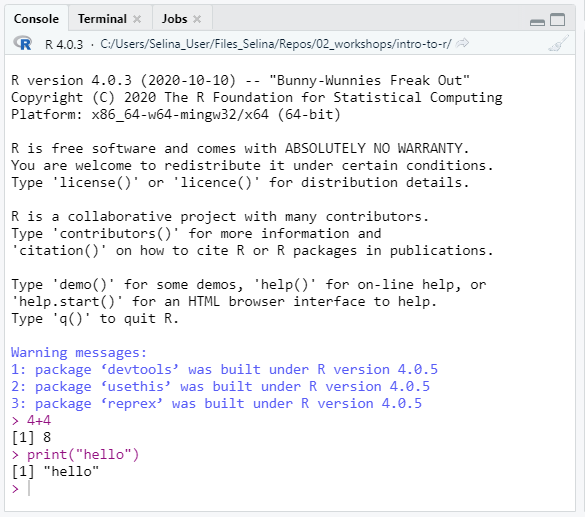 Console Terminal Jobs
R R 4.0.3 · C:/Users/Selina_User/Files_Selina/Repos/02_workshops/intro-to-r/
R version 4.0.3 (2020-10-10) -- "Bunny-Wunnies Freak Out"
Copyright (C) 2020 The R Foundation for Statistical Computing
Platform: x86_64-w64-mingw32/x64 (64-bit)
R is free software and comes with ABSOLUTELY NO WARRANTY.
You are welcome to redistribute it under certain conditions.
Type 'license()' or 'licence()' for distribution details.
R is a collaborative project with many contributors.
Type 'contributors()' for more information and
'citation()' on how to cite R or R packages in publications.
Type 'demo()' for some demos, 'help()' for on-line help, or
'help.start()' for an HTML browser interface to help.
Type 'q()' to quit R.
Warning messages:
1: package ‘devtools’ was built under R version 4.0.5
2: package ‘usethis’ was built under R version 4.0.5
3: package ‘reprex’ was built under R version 4.0.5
> 4+4
[1] 8
> print("hello")
[1] "hello"
>